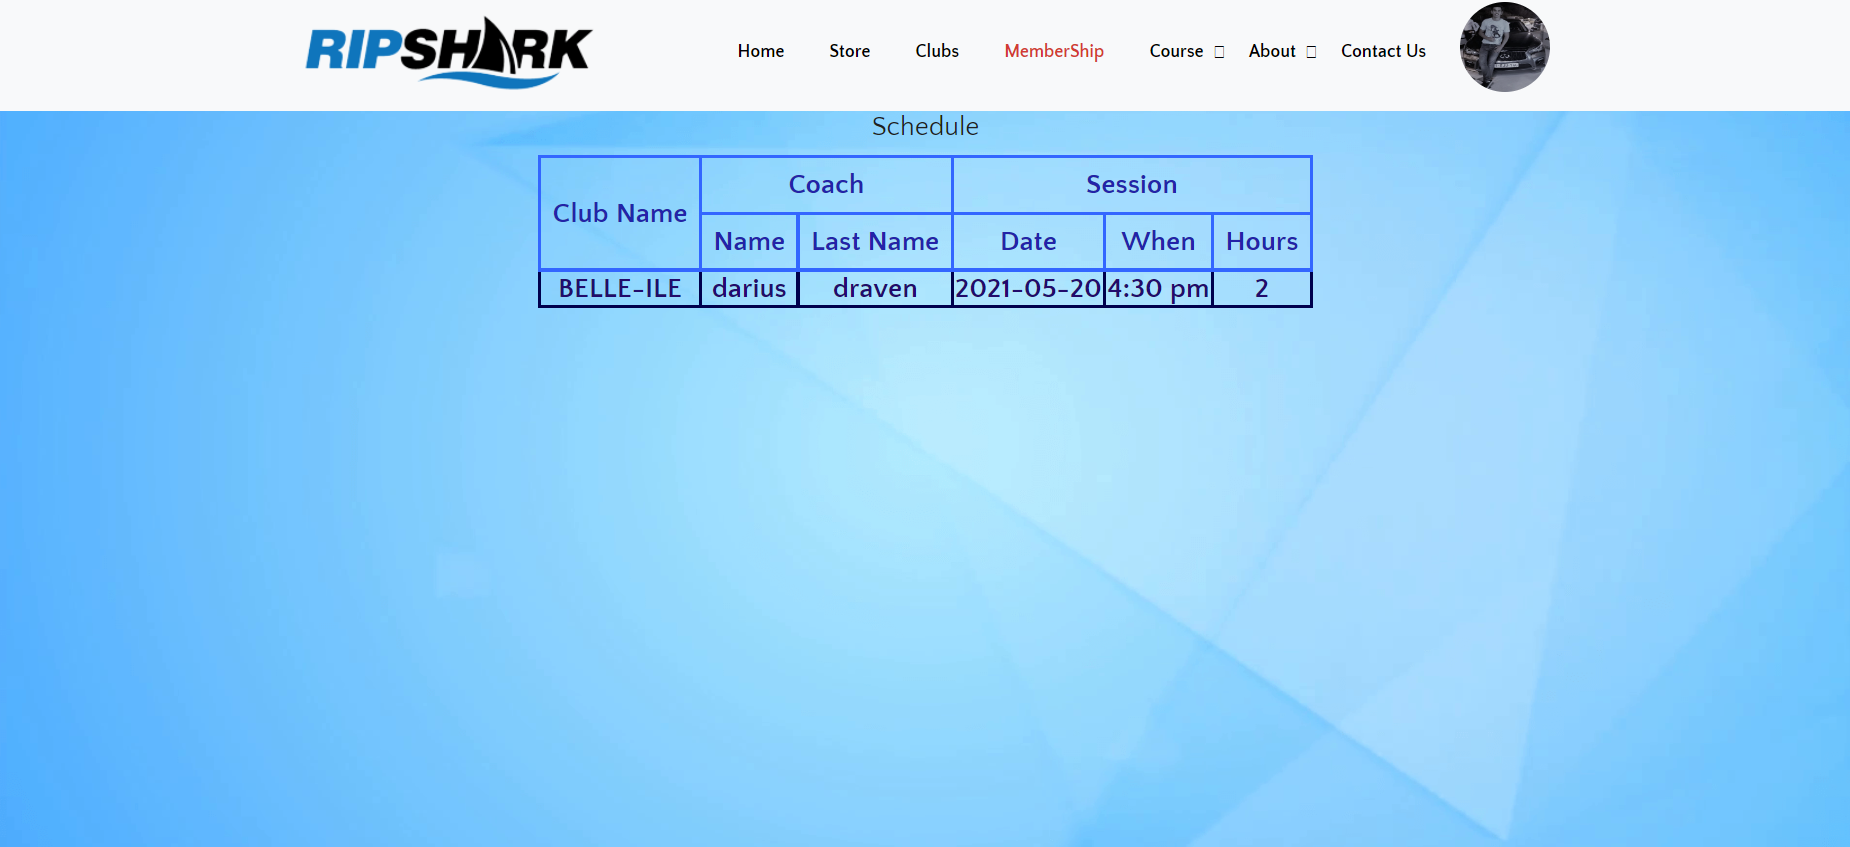 RIPSHARK
Home Store Clubs MemberShip Course About Contact Us
Schedule
Club Name Coach Session
Name Last Name Date When Hours
BELLE-ILE darius draven 2021-05-20 4:30 pm 2